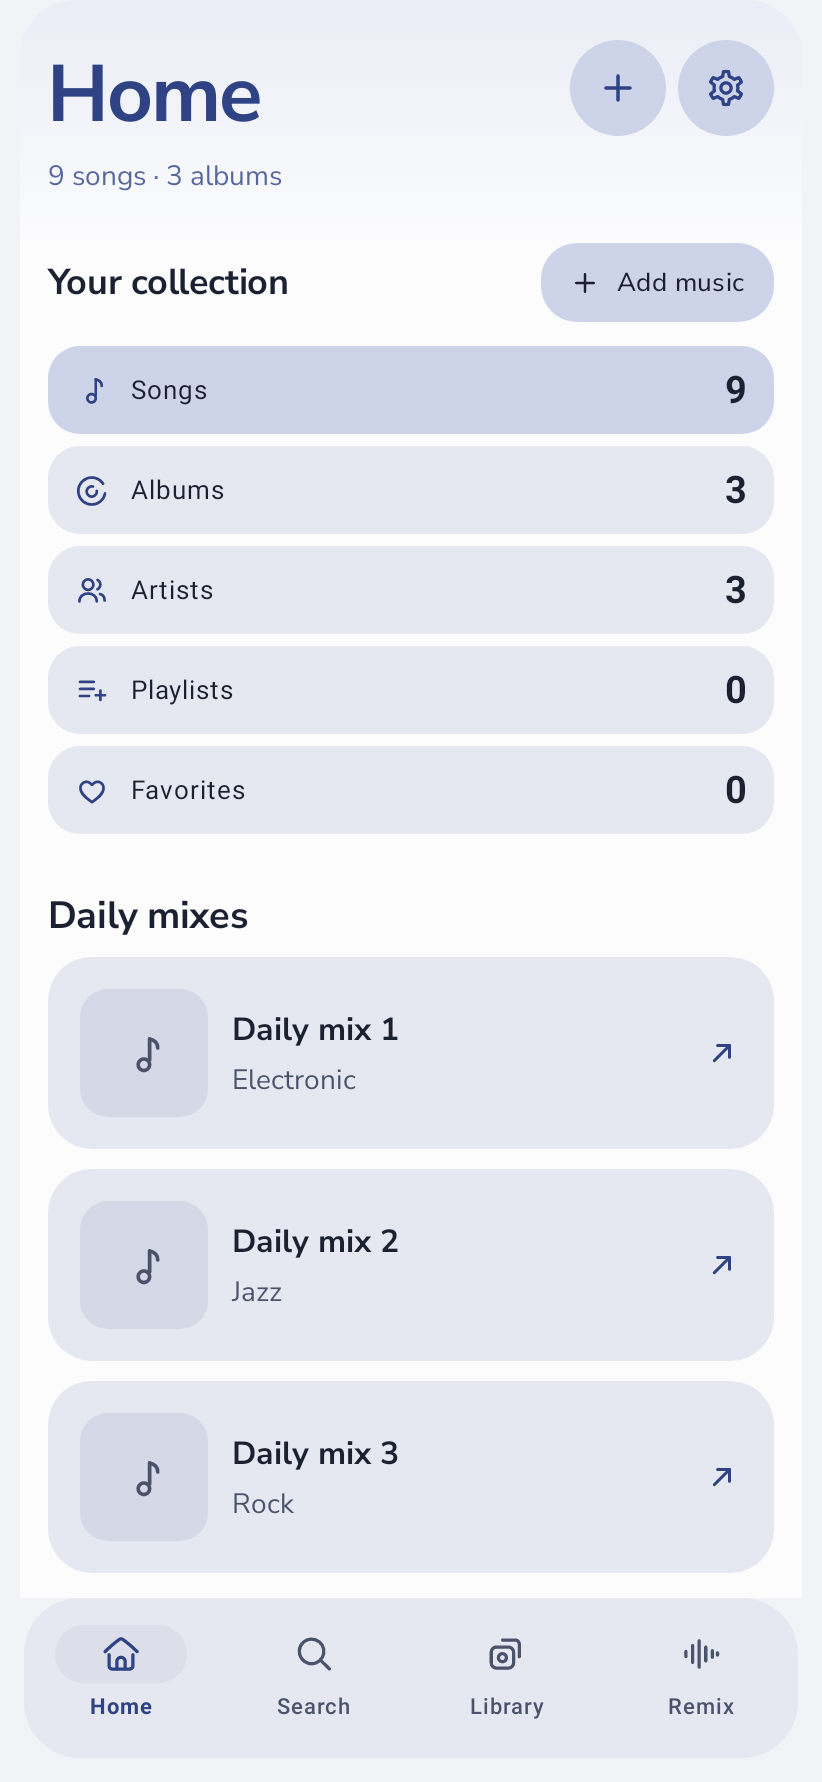 Home
9 songs · 3 albums
Your collection
Add music
Songs 9
Albums 3
Artists 3
Playlists 0
Favorites 0
Daily mixes
Daily mix 1
Electronic
Daily mix 2
Jazz
Daily mix 3
Rock
Home Search Library Remix